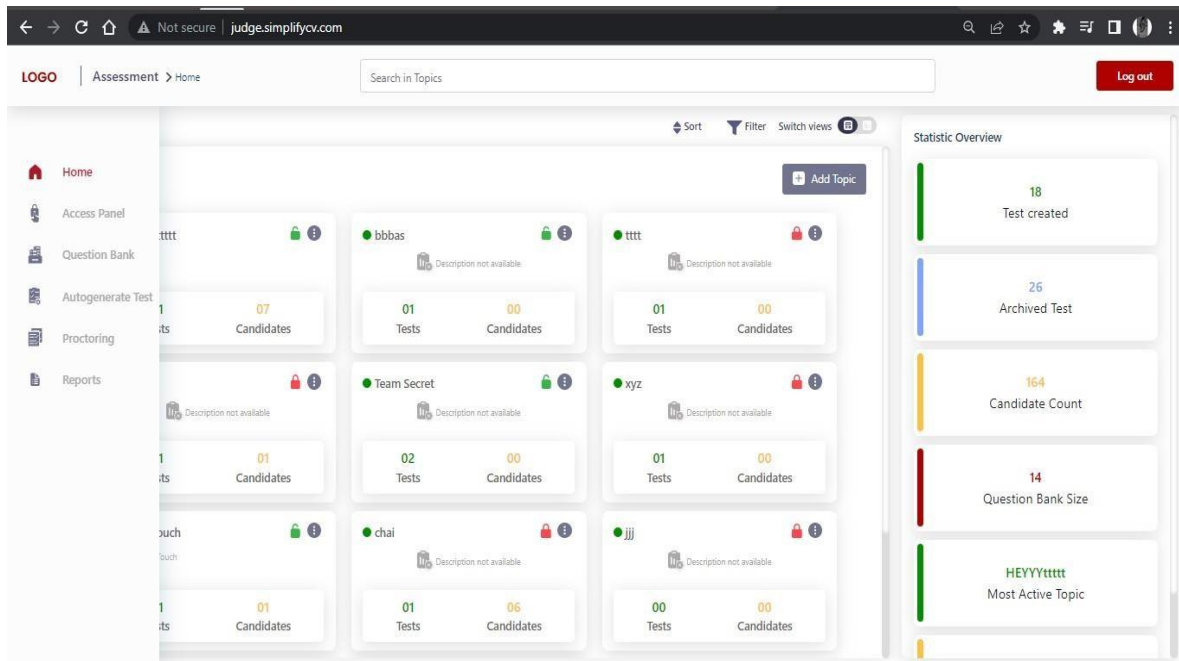 Not secure | judge.simplifycv.com
LOGO | Assessment > Home
Search in Topics
Log out
Home
Access Panel
Question Bank
Autogenerate Test
Proctoring
Reports
Sort Filter Switch views
Add Topic
ttttt
07
Candidates
bbbas
Description not available
01 00
Tests Candidates
tttt
Description not available
01 00
Tests Candidates
Description not available
01
Candidates
Team Secret
Description not available
02 00
Tests Candidates
xyz
Description not available
01 00
Tests Candidates
ouch
Touch
01
Candidates
chai
Description not available
01 06
Tests Candidates
jjj
Description not available
00 00
Tests Candidates
Statistic Overview
18
Test created
26
Archived Test
164
Candidate Count
14
Question Bank Size
HEYYYttttt
Most Active Topic